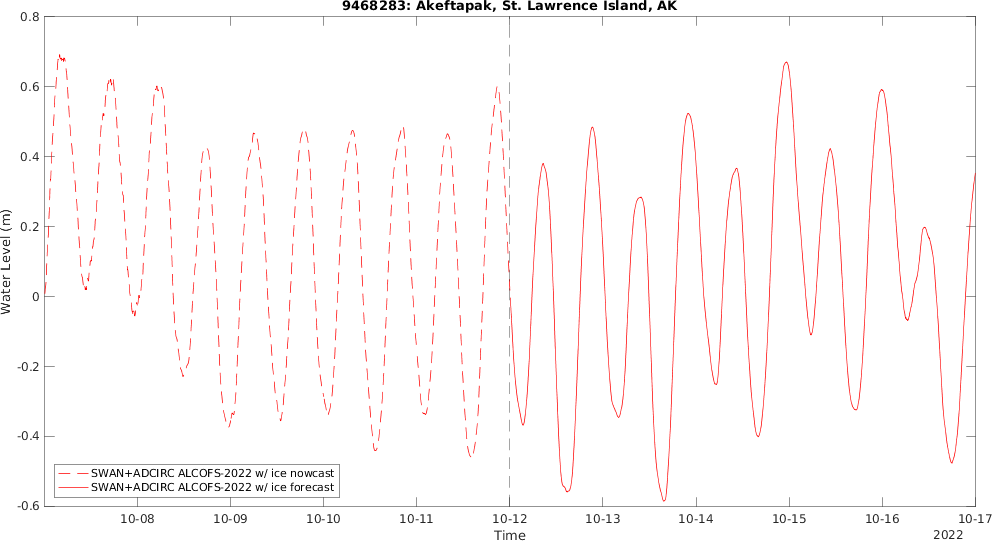 9468283: Akeftapak, St. Lawrence Island, AK
Water Level (m)
0.8
0.6
0.4
0.2
0
-0.2
-0.4
-0.6
SWAN+ADCIRC ALCOFS-2022 w/ ice nowcast
SWAN+ADCIRC ALCOFS-2022 w/ ice forecast
10-08 10-09 10-10 10-11 10-12 10-13 10-14 10-15 10-16 10-17
Time 2022